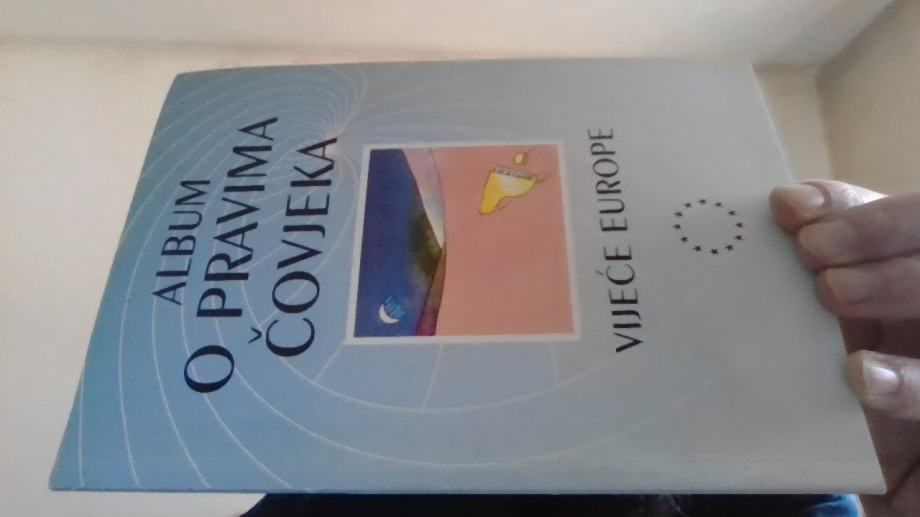 ALBUM
O PRAVIMA
ČOVJEKA
VIJEĆE EUROPE